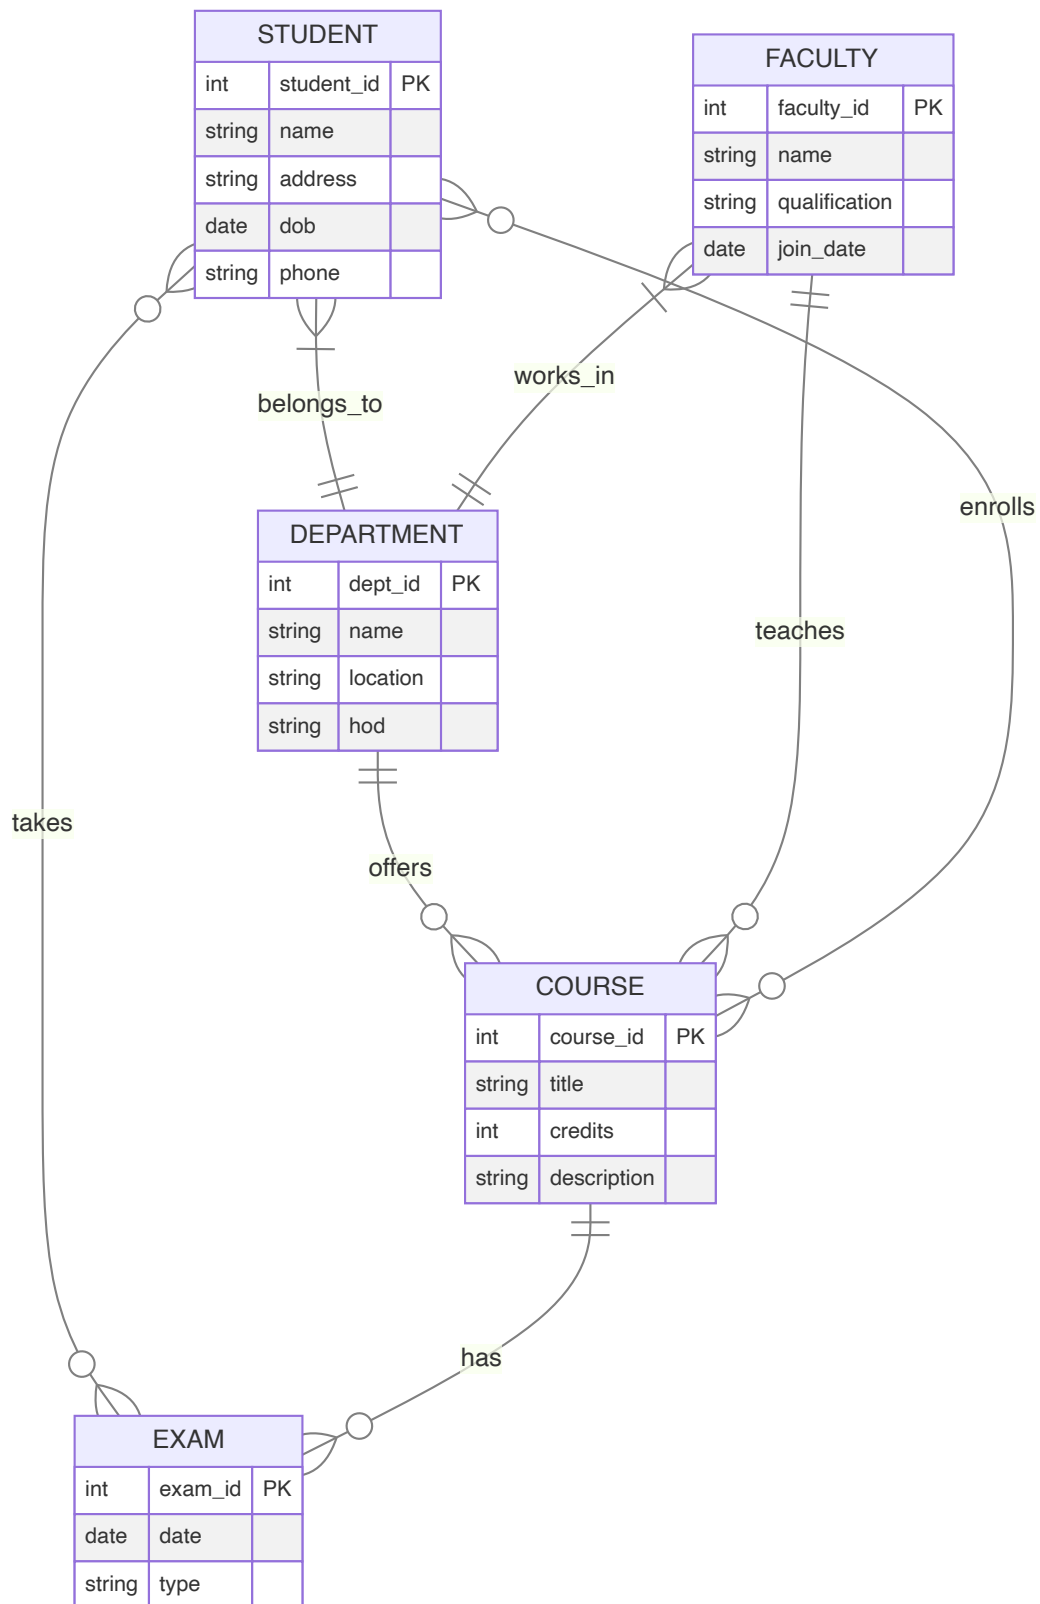 STUDENT
int student_id PK
string name
string address
date dob
string phone
FACULTY
int faculty_id PK
string name
string qualification
date join_date
works_in
belongs_to
enrolls
DEPARTMENT
int dept_id PK
string name
string location
string hod
teaches
takes
offers
COURSE
int course_id PK
string title
int credits
string description
has
EXAM
int exam_id PK
date date
string type